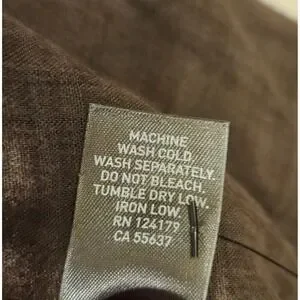 MACHINE
WASH COLD
WASH SEPARATELY.
DO NOT BLEACH.
TUMBLE DRY LOW.
IRON LOW.
RN 124179
CA 55637